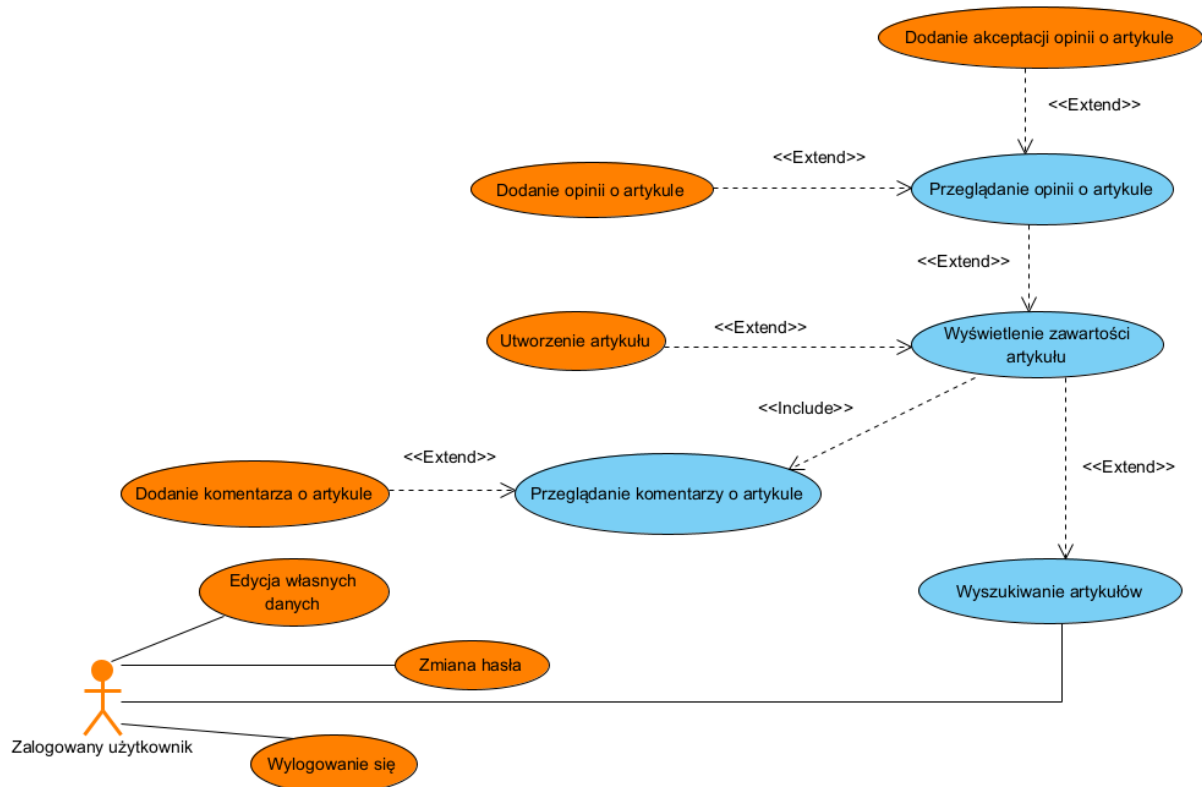 Dodanie akceptacji opinii o artykule
<<Extend>>
<<Extend>>
Dodanie opinii o artykule
Przeglądanie opinii o artykule
<<Extend>>
<<Extend>>
Utworzenie artykułu
Wyświetlenie zawartości
artykułu
<<Include>>
<<Extend>>
<<Extend>>
Dodanie komentarza o artykule
Przeglądanie komentarzy o artykule
Edycja własnych
danych
Wyszukiwanie artykułów
Zmiana hasła
Zalogowany użytkownik
Wylogowanie się